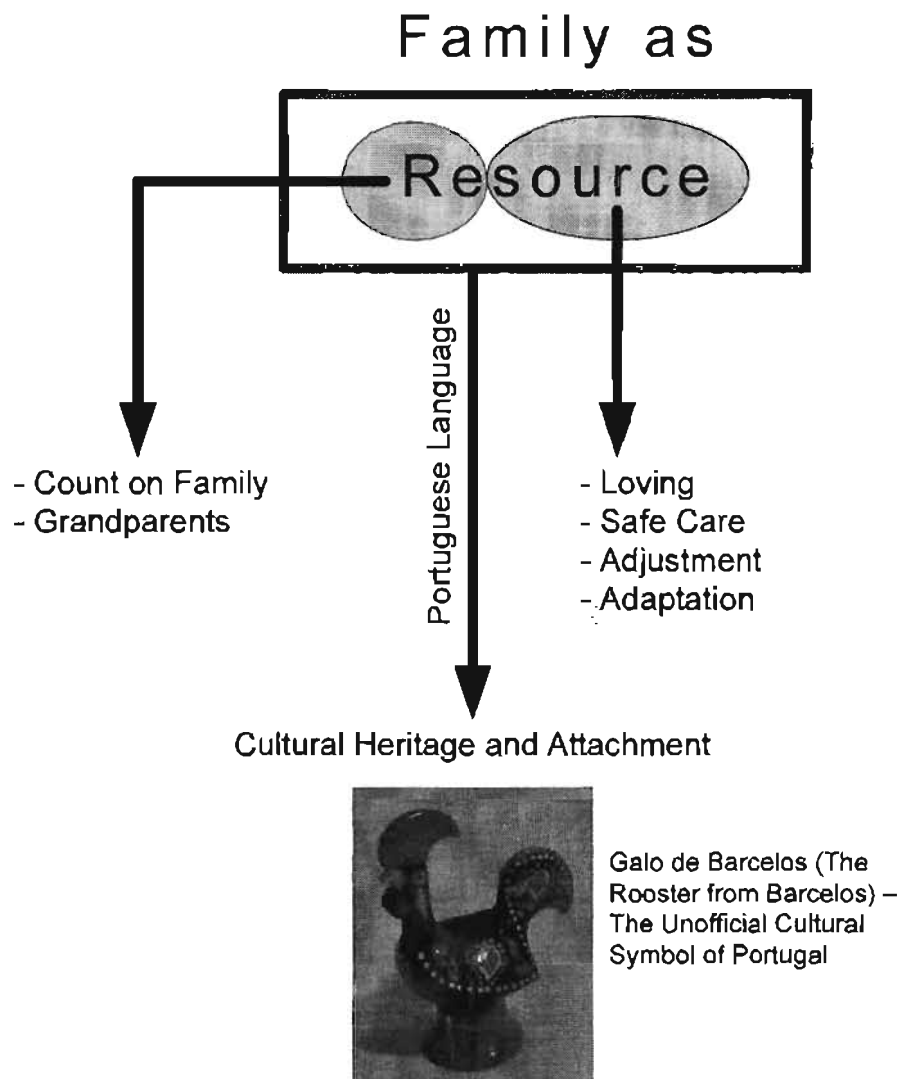 Family as
Resource
Portuguese Language
- Count on Family
- Grandparents
- Loving
- Safe Care
- Adjustment
- Adaptation
Cultural Heritage and Attachment
Galo de Barcelos (The
Rooster from Barcelos) –
The Unofficial Cultural
Symbol of Portugal